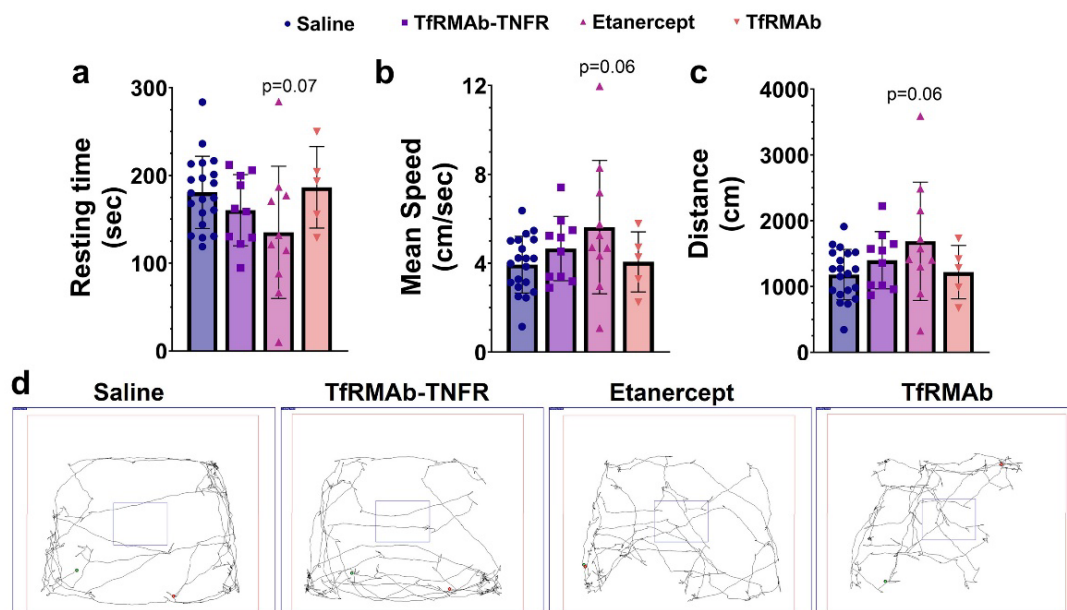 Saline TfRMAb-TNFR Etanercept TfRMAb
a b c
p=0.07 p=0.06 p=0.06
Resting time
(sec)
300
200
100
0
Mean Speed
(cm/sec)
12
8
4
0
Distance
(cm)
4000
3000
2000
1000
0
d
Saline TfRMAb-TNFR Etanercept TfRMAb